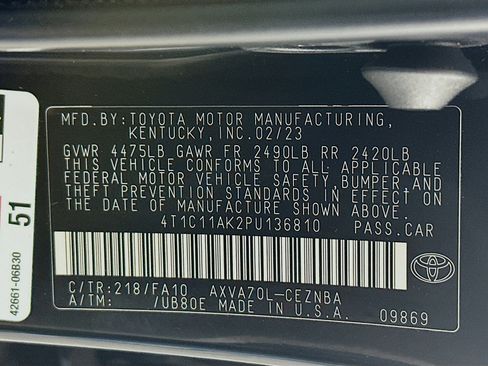 MFD.BY:TOYOTA MOTOR MANUFACTURING,
KENTUCKY,INC.02/23
GVWR 4475LB GAWR FR 2490LB RR 2420LB
THIS VEHICLE CONFORMS TO ALL APPLICABLE
FEDERAL MOTOR VEHICLE SAFETY,BUMPER,AND
THEFT PREVENTION STANDARDS IN EFFECT ON
THE DATE OF MANUFACTURE SHOWN ABOVE.
4T1C11AK2PU136810 PASS.CAR
C/TR:218/FA10 AXVA70L-CEZNBA
A/TM: /UB80E MADE IN U.S.A. 09869
TOYOTA
51
42661-06B30